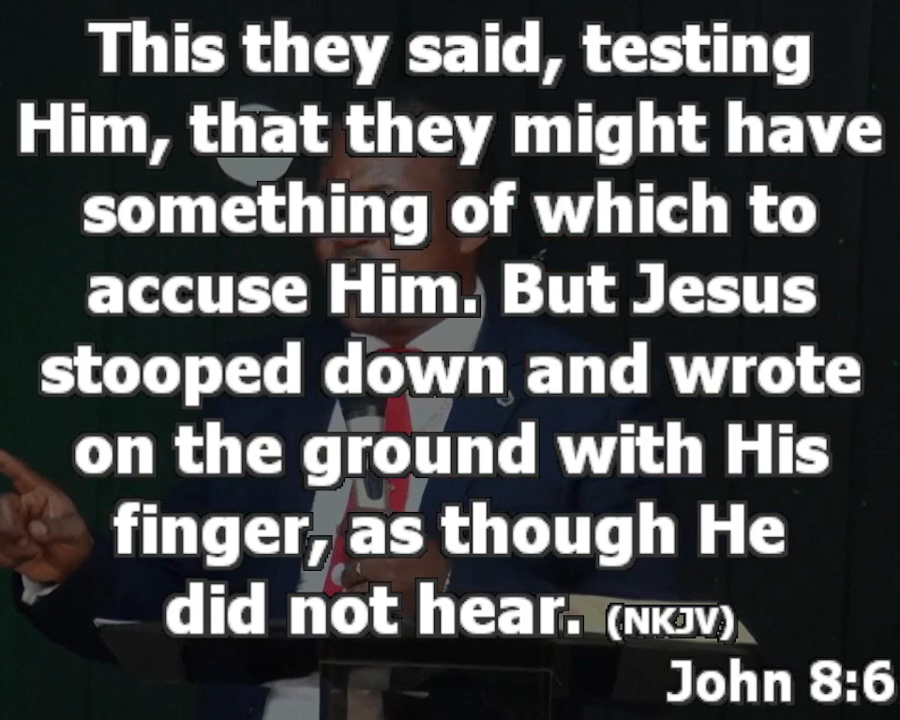 This they said, testing
Him, that they might have
something of which to
accuse Him. But Jesus
stooped down and wrote
on the ground with His
finger, as though He
did not hear. (NKJV)
John 8:6